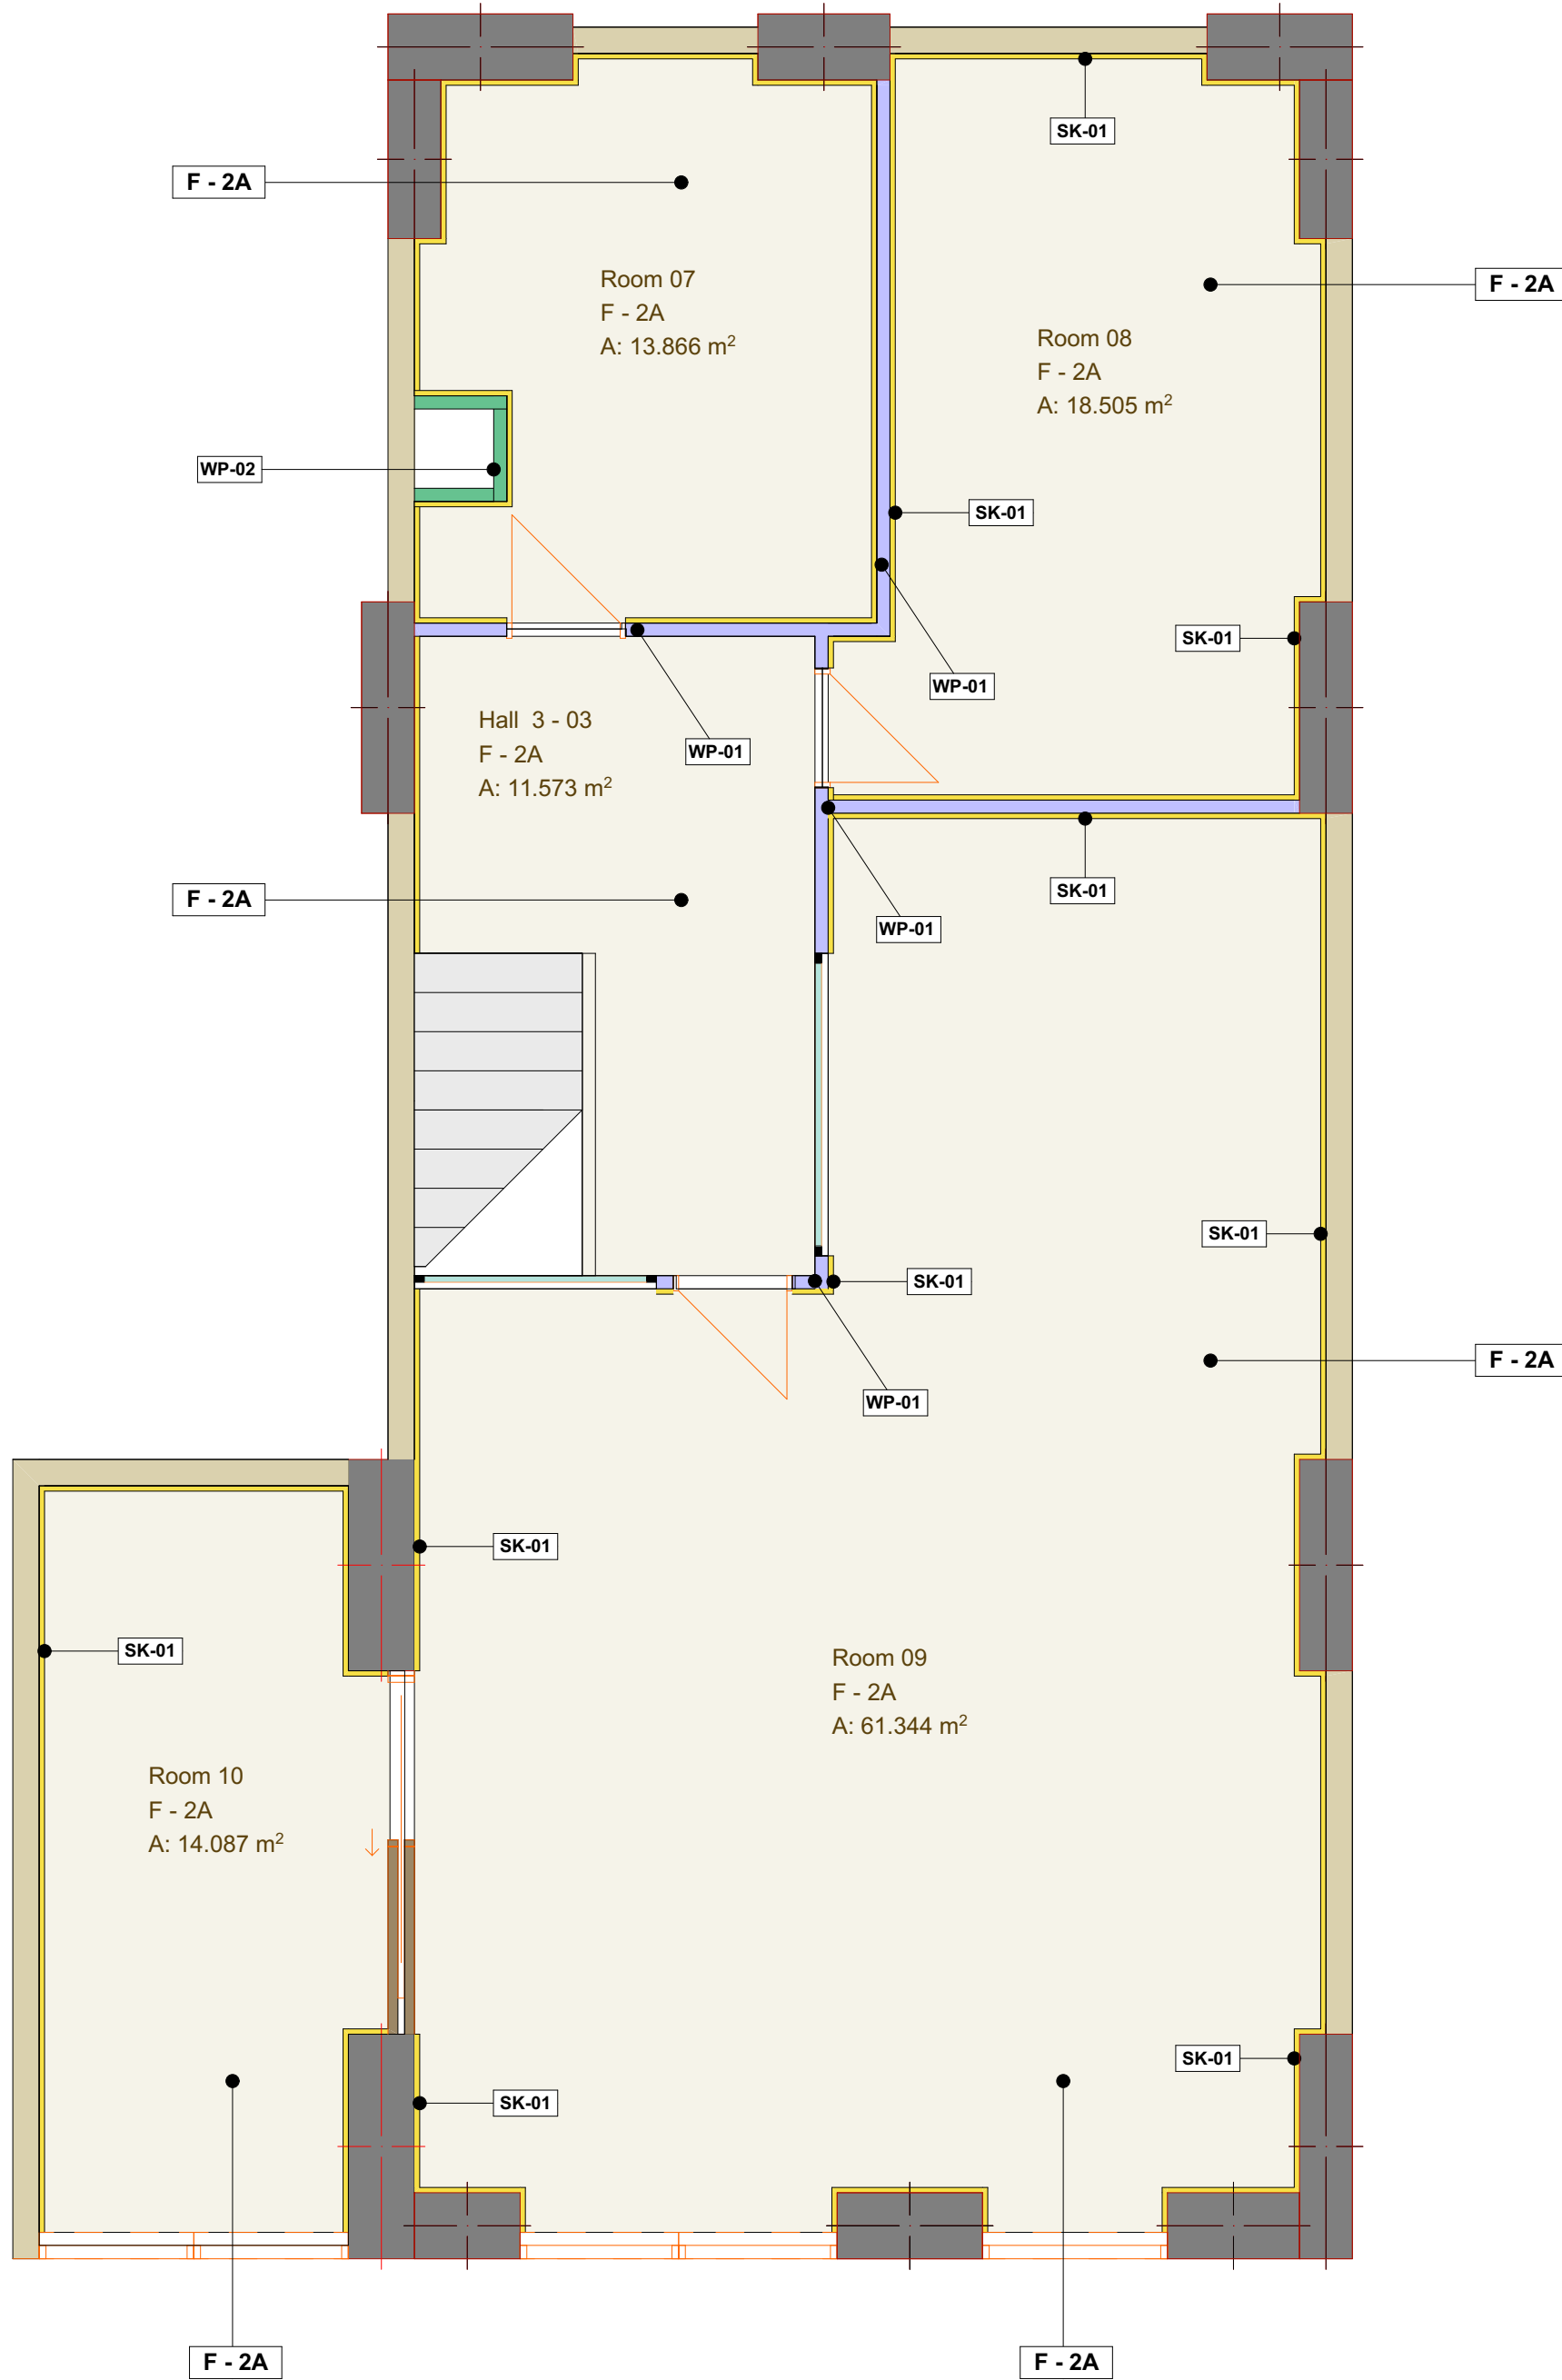 SK-01
F - 2A
Room 07
F - 2A
A: 13.866 m²
F - 2A
Room 08
F - 2A
A: 18.505 m²
WP-02
SK-01
SK-01
WP-01
Hall  3 - 03
F - 2A
A: 11.573 m²
WP-01
F - 2A
SK-01
WP-01
SK-01
SK-01
F - 2A
WP-01
SK-01
SK-01
Room 09
F - 2A
A: 61.344 m²
Room 10
F - 2A
A: 14.087 m²
SK-01
SK-01
F - 2A
F - 2A